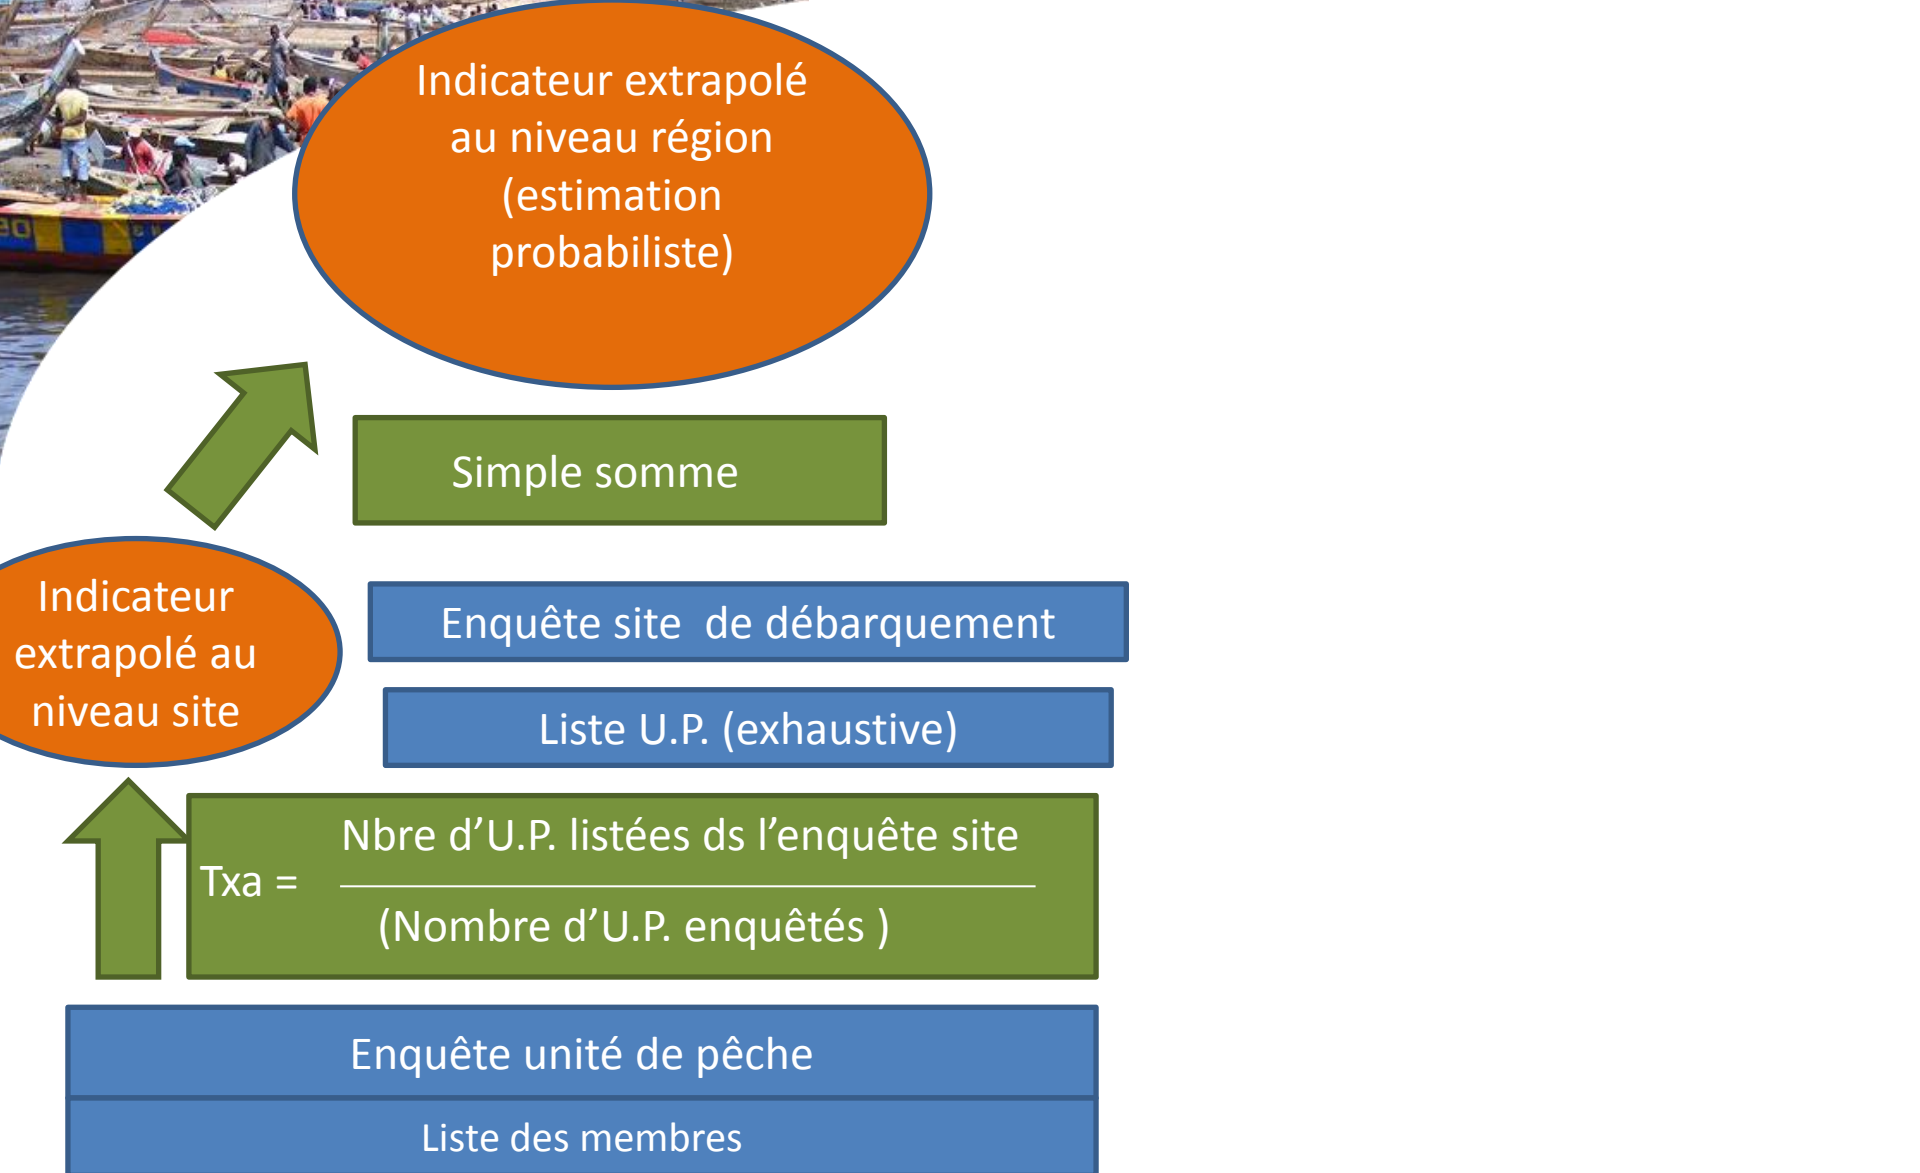 Indicateur extrapolé
au niveau région
(estimation
probabiliste)
Simple somme
Indicateur
extrapolé au
niveau site
Enquête site de débarquement
Liste U.P. (exhaustive)
Nbre d’U.P. listées ds l’enquête site
Txa =
(Nombre d’U.P. enquêtés )
Enquête unité de pêche
Liste des membres